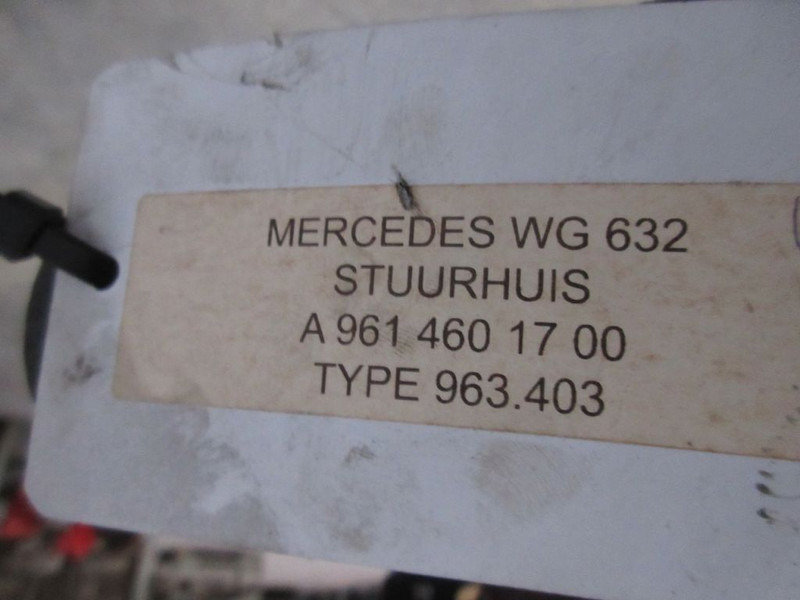 MERCEDES WG 632
STUURHUIS
A 961 460 17 00
TYPE 963.403